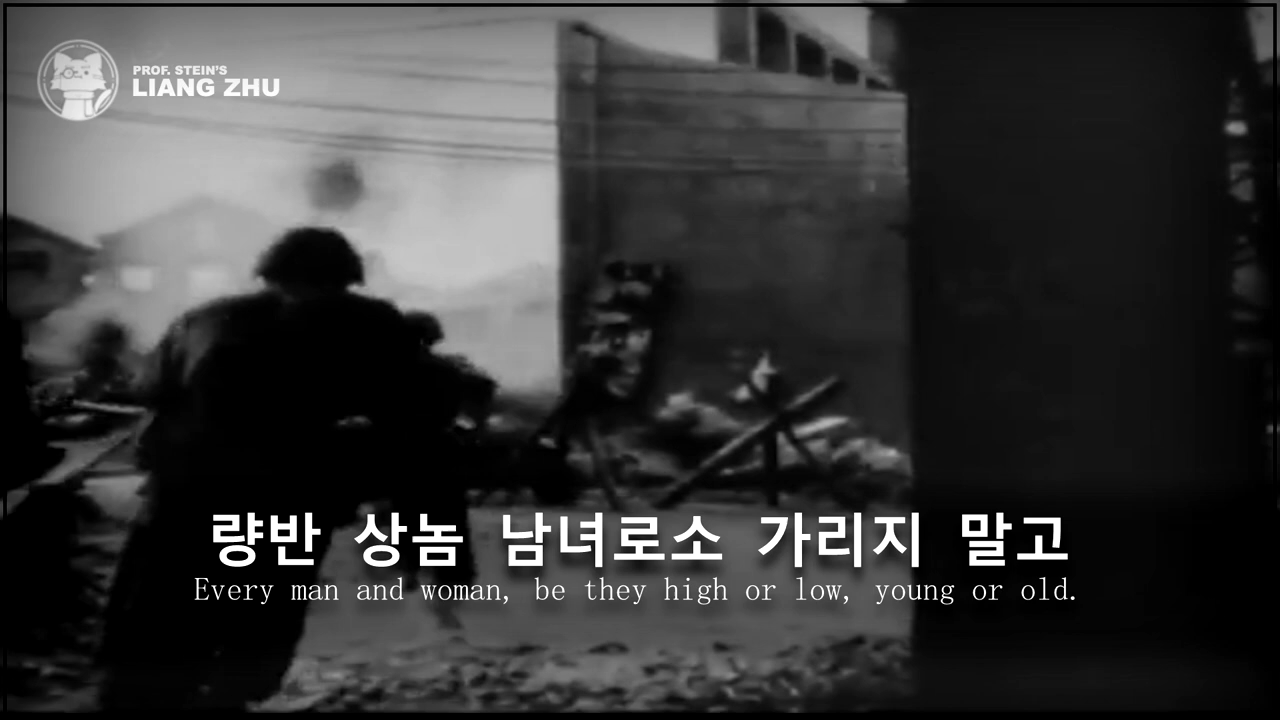 PROF. STEIN'S
LIANG ZHU
량반 상놈 남녀로소 가리지 말고
Every man and woman, be they high or low, young or old.